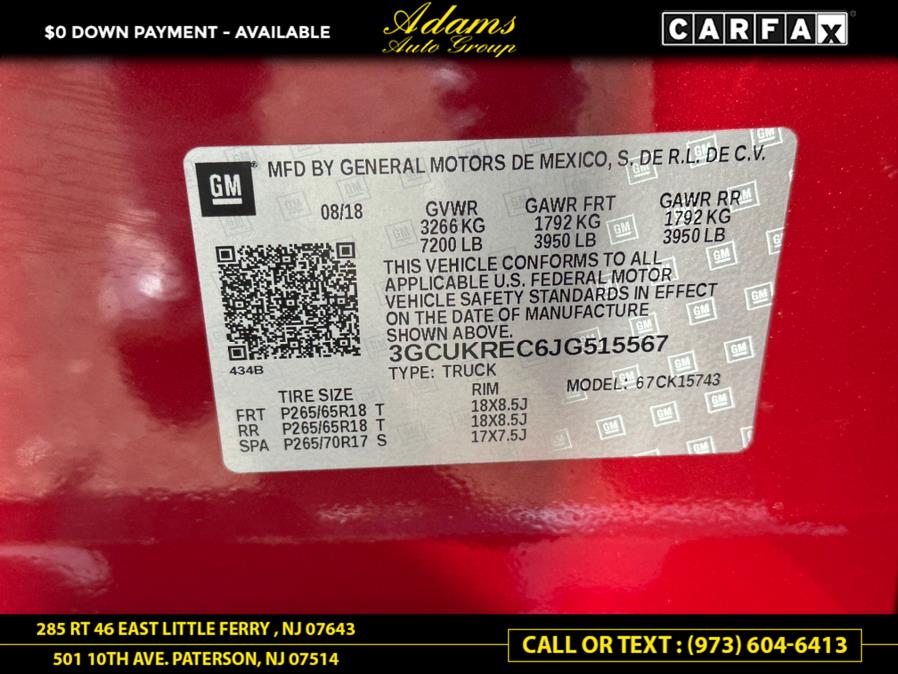 $0 DOWN PAYMENT - AVAILABLE
Adams
Auto Group
CARFAX
GM
MFD BY GENERAL MOTORS DE MEXICO, S. DE R.L. DE C.V.
08/18
GVWR
3266 KG
7200 LB
GAWR FRT
1792 KG
3950 LB
GAWR RR
1792 KG
3950 LB
THIS VEHICLE CONFORMS TO ALL
APPLICABLE U.S. FEDERAL MOTOR
VEHICLE SAFETY STANDARDS IN EFFECT
ON THE DATE OF MANUFACTURE
SHOWN ABOVE.
434B
3GCUKREC6JG515567
TYPE: TRUCK
MODEL: 67CK15743
TIRE SIZE RIM
FRT P265/65R18 T 18X8.5J
RR P265/65R18 T 18X8.5J
SPA P265/70R17 S 17X7.5J
285 RT 46 EAST LITTLE FERRY , NJ 07643
501 10TH AVE. PATERSON, NJ 07514
CALL OR TEXT : (973) 604-6413